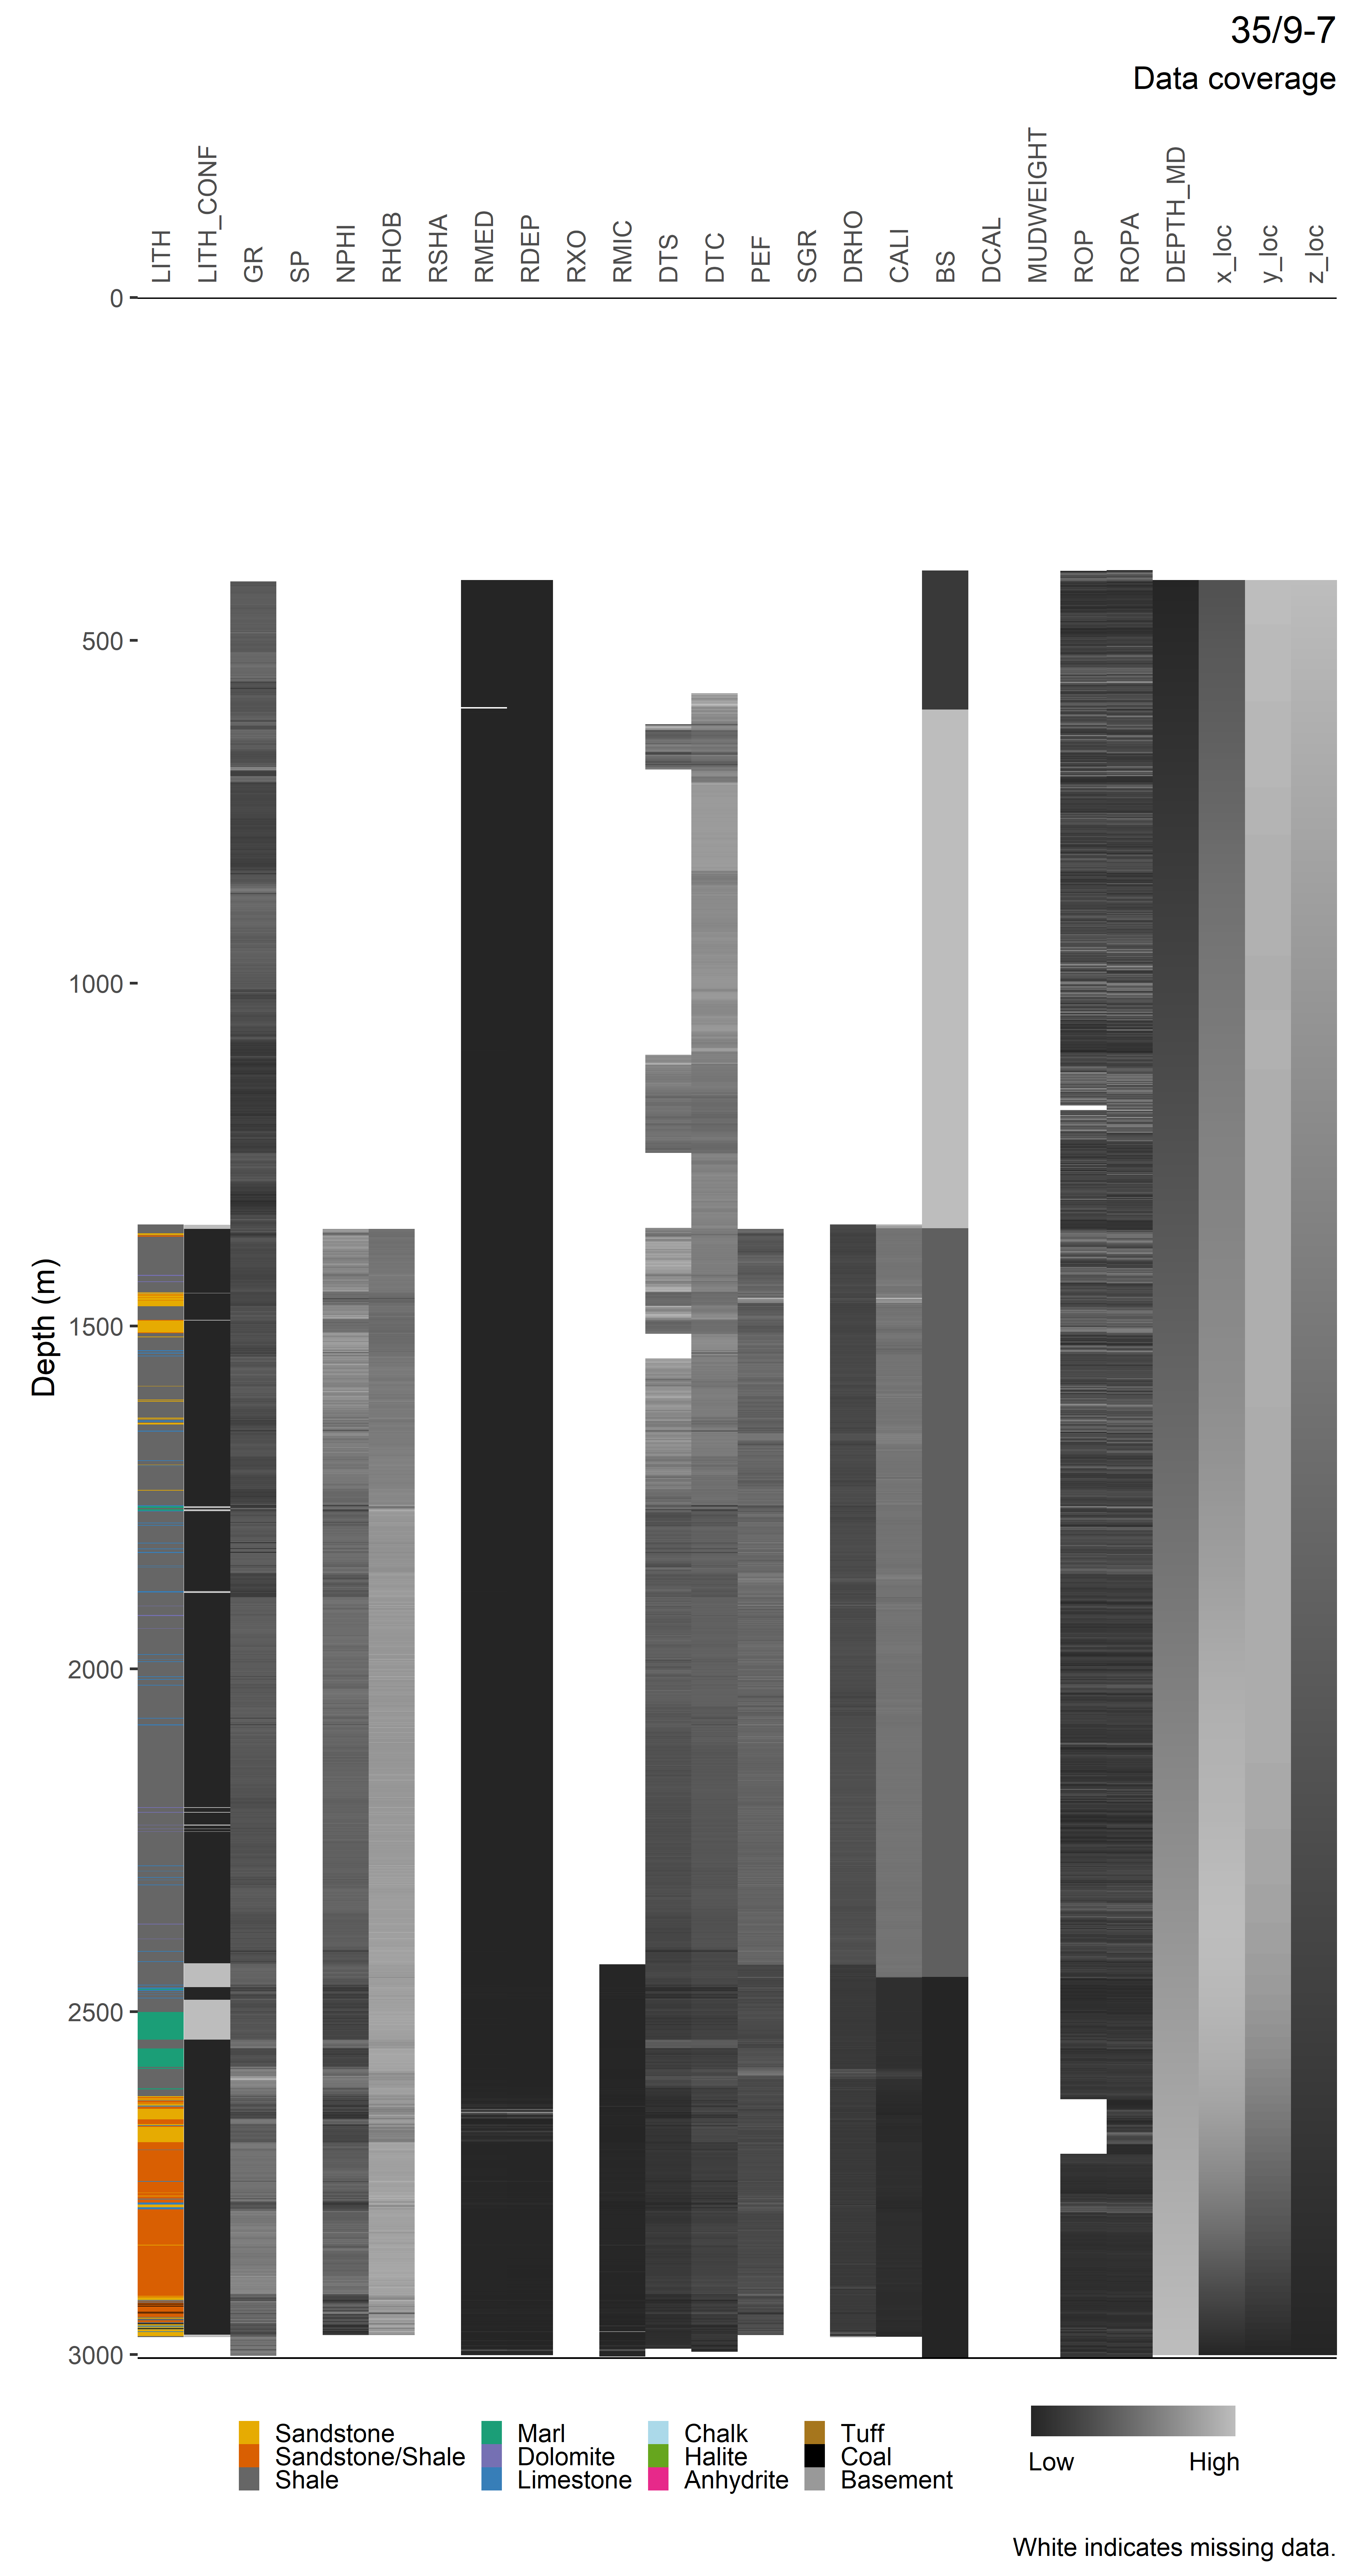 35/9-7
Data coverage
LITH
LITH_CONF
GR
SP
NPHI
RHOB
RSHA
RMED
RDEP
RXO
RMIC
DTS
DTC
PEF
SGR
DRHO
CALI
BS
DCAL
MUDWEIGHT
ROP
ROPA
DEPTH_MD
x_loc
y_loc
z_loc
0
500
1000
1500
2000
2500
3000
Depth (m)
Sandstone
Sandstone/Shale
Shale
Marl
Dolomite
Limestone
Chalk
Halite
Anhydrite
Tuff
Coal
Basement
Low High
White indicates missing data.